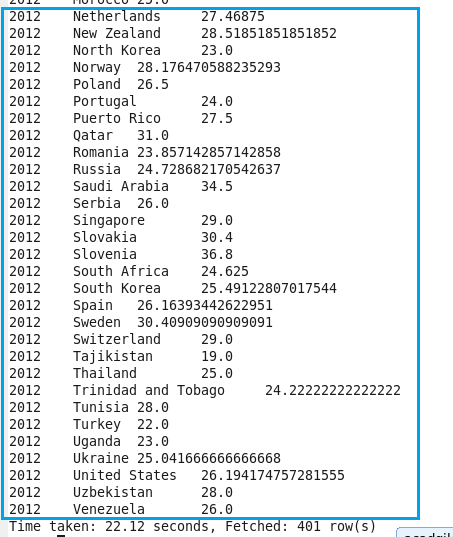 2012 Netherlands 27.46875
2012 New Zealand 28.51851851851852
2012 North Korea 23.0
2012 Norway 28.176470588235293
2012 Poland 26.5
2012 Portugal 24.0
2012 Puerto Rico 27.5
2012 Qatar 31.0
2012 Romania 23.857142857142858
2012 Russia 24.728682170542637
2012 Saudi Arabia 34.5
2012 Serbia 26.0
2012 Singapore 29.0
2012 Slovakia 30.4
2012 Slovenia 36.8
2012 South Africa 24.625
2012 South Korea 25.49122807017544
2012 Spain 26.16393442622951
2012 Sweden 30.40909090909091
2012 Switzerland 29.0
2012 Tajikistan 19.0
2012 Thailand 25.0
2012 Trinidad and Tobago 24.22222222222222
2012 Tunisia 28.0
2012 Turkey 22.0
2012 Uganda 23.0
2012 Ukraine 25.041666666666668
2012 United States 26.194174757281555
2012 Uzbekistan 28.0
2012 Venezuela 26.0
Time taken: 22.12 seconds, Fetched: 401 row(s)